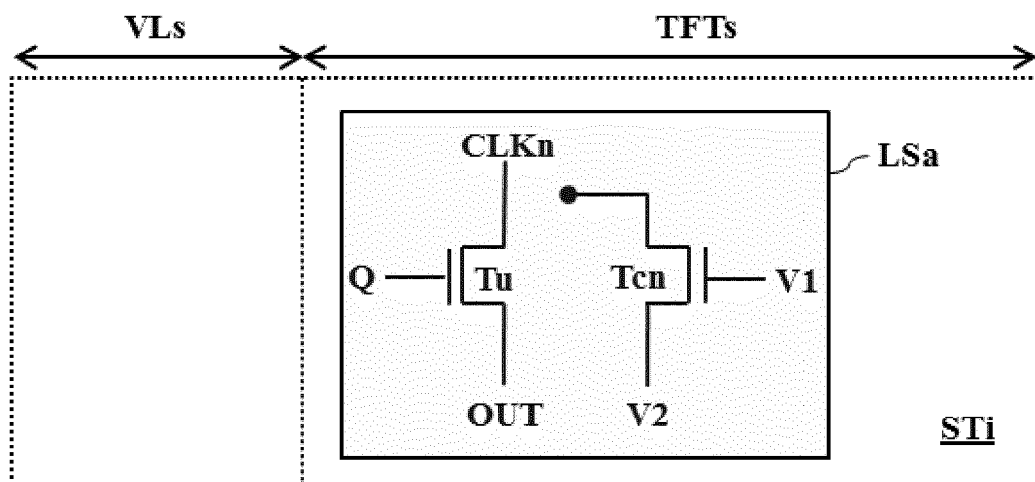 VLs
TFTs
CLKn
LSa
Q
Tu
Tcn
V1
OUT
V2
STi